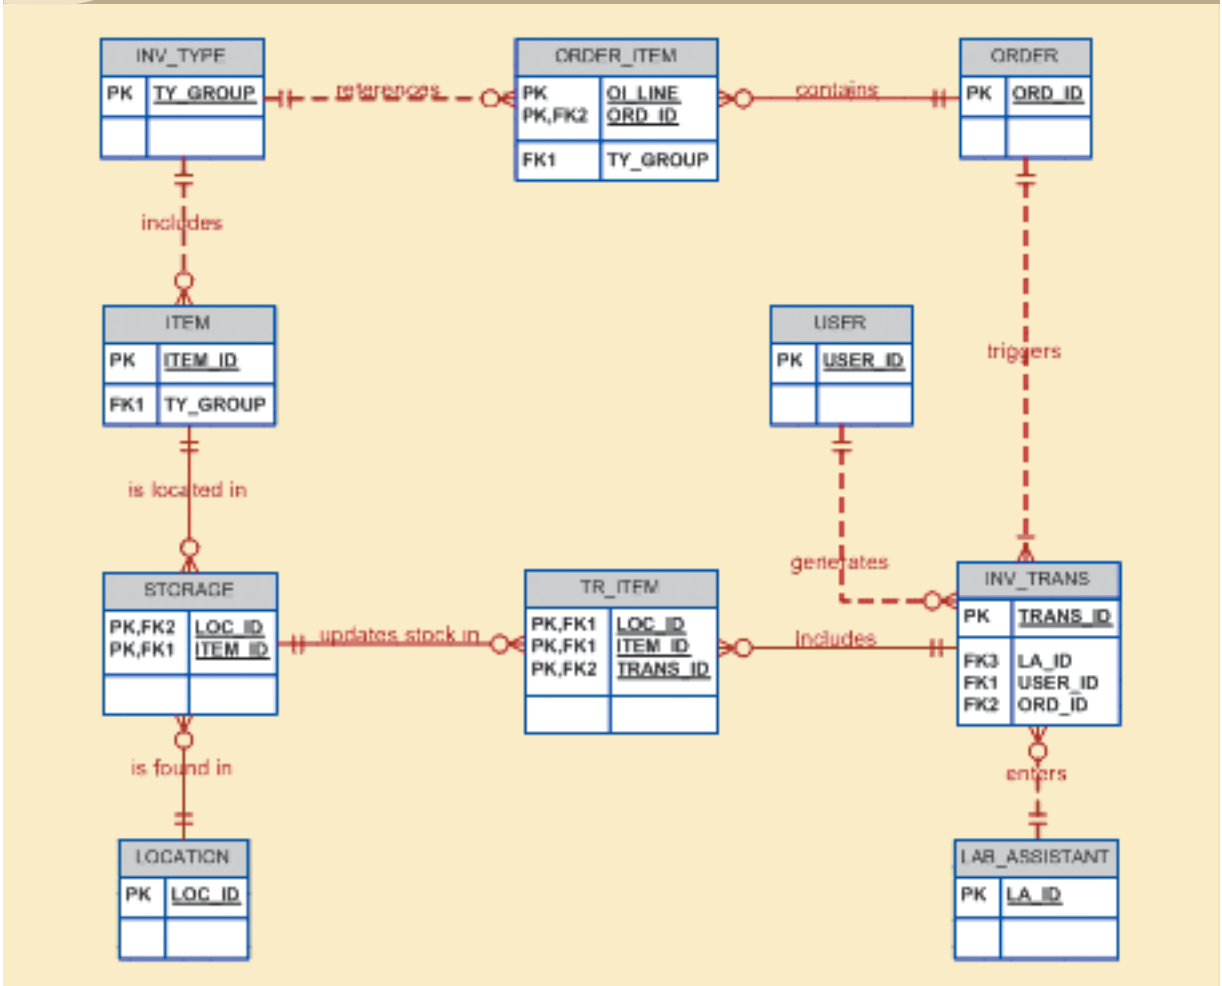 INV_TYPE
PK TY_GROUP
references
ORDER_ITEM
PK OI_LINE
PK,FK2 ORD_ID
FK1 TY_GROUP
contains
ORDER
PK ORD_ID
includes
ITEM
PK ITEM_ID
FK1 TY_GROUP
USER
PK USER_ID
triggers
is located in
generates
STORAGE
PK,FK2 LOC_ID
PK,FK1 ITEM_ID
updates stock in
TR_ITEM
PK,FK1 LOC_ID
PK,FK1 ITEM_ID
PK,FK2 TRANS_ID
includes
INV_TRANS
PK TRANS_ID
FK3 LA_ID
FK1 USER_ID
FK2 ORD_ID
is found in
enters
LOCATION
PK LOC_ID
LAB_ASSISTANT
PK LA_ID